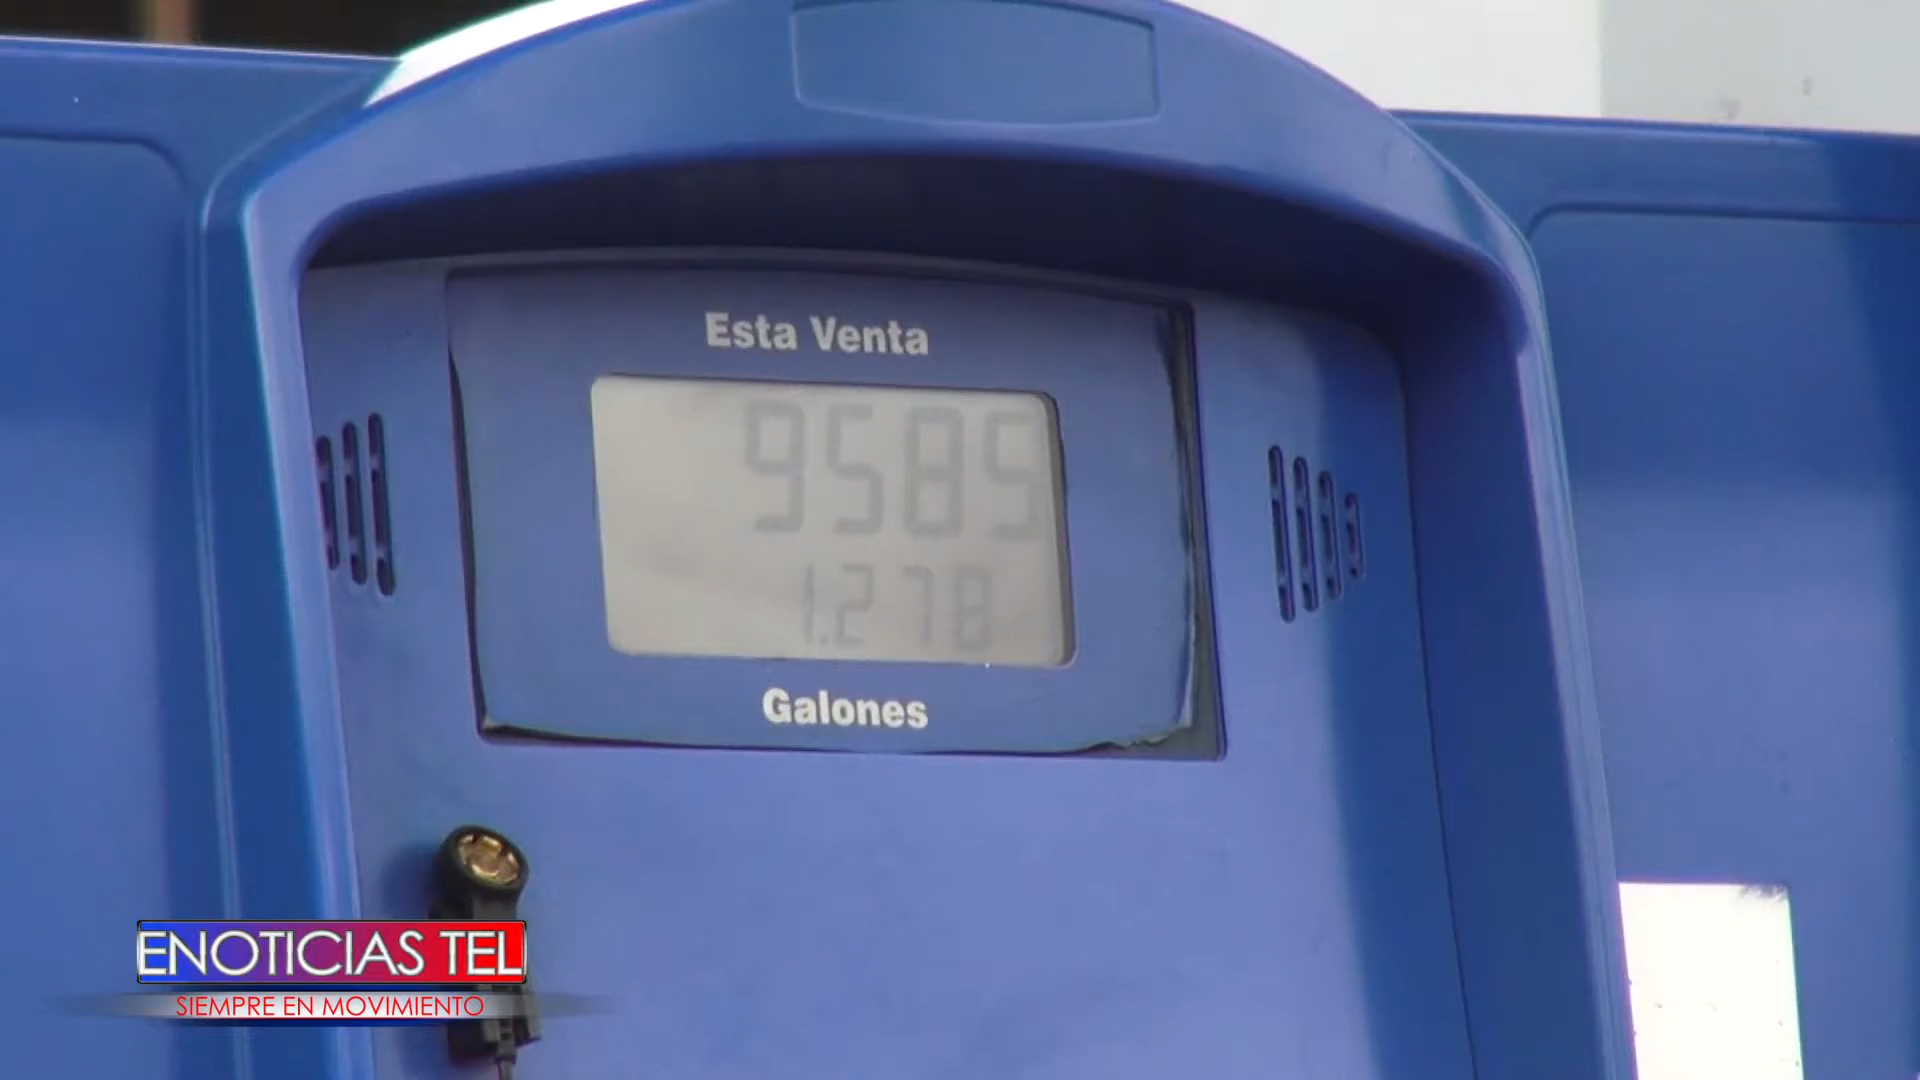 Esta Venta
9585
1.278
Galones
ENOTICIAS TEL
SIEMPRE EN MOVIMIENTO